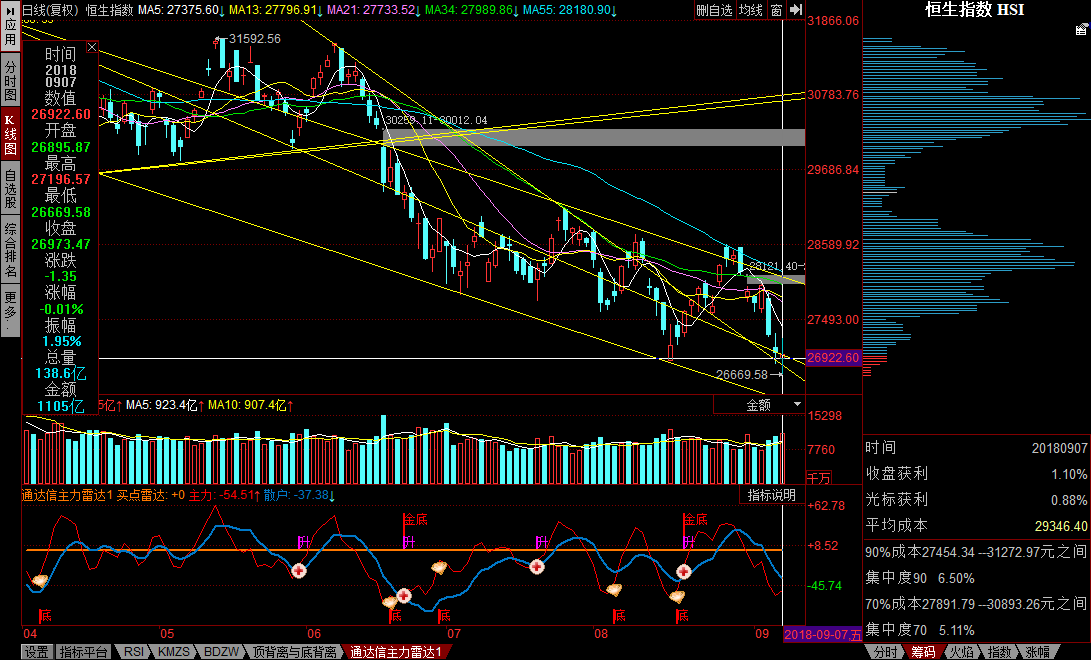 日线(复权) 恒生指数 MA5: 27375.60↓ MA13: 27796.91↓ MA21: 27733.52↓ MA34: 27989.86↓ MA55: 28180.90↓
删自选 均线 窗
恒生指数 HSI
应用
分时图
K线图
自选股
综合排名
更多
时间
2018
0907
数值
26922.60
开盘
26895.87
最高
27196.57
最低
26669.58
收盘
26973.47
涨跌
-1.35
涨幅
-0.01%
振幅
1.95%
总量
138.6亿
金额
1105亿
31592.56
30269.11-30012.04
26669.58
31866.06
30783.76
29686.84
28589.92
27493.00
26922.60
5亿↑ MA5: 923.4亿↑ MA10: 907.4亿↑
金额
15298
7760
千万
通达信主力雷达1 买点雷达: +0 主力: -54.51↑ 散户: -37.38↓
指标说明
+62.78
+8.52
-45.74
金底
金底
升
升
升
升
底
底
底
底
底
04 05 06 07 08 09 2018-09-07,五
设置 指标平台 RSI KMZS BDZW 顶背离与底背离 通达信主力雷达1
时间 20180907
收盘获利 1.10%
光标获利 0.88%
平均成本 29346.40
90%成本27454.34 --31272.97元之间
集中度90 6.50%
70%成本27891.79 --30893.26元之间
集中度70 5.11%
分时 筹码 火焰 指数 涨幅